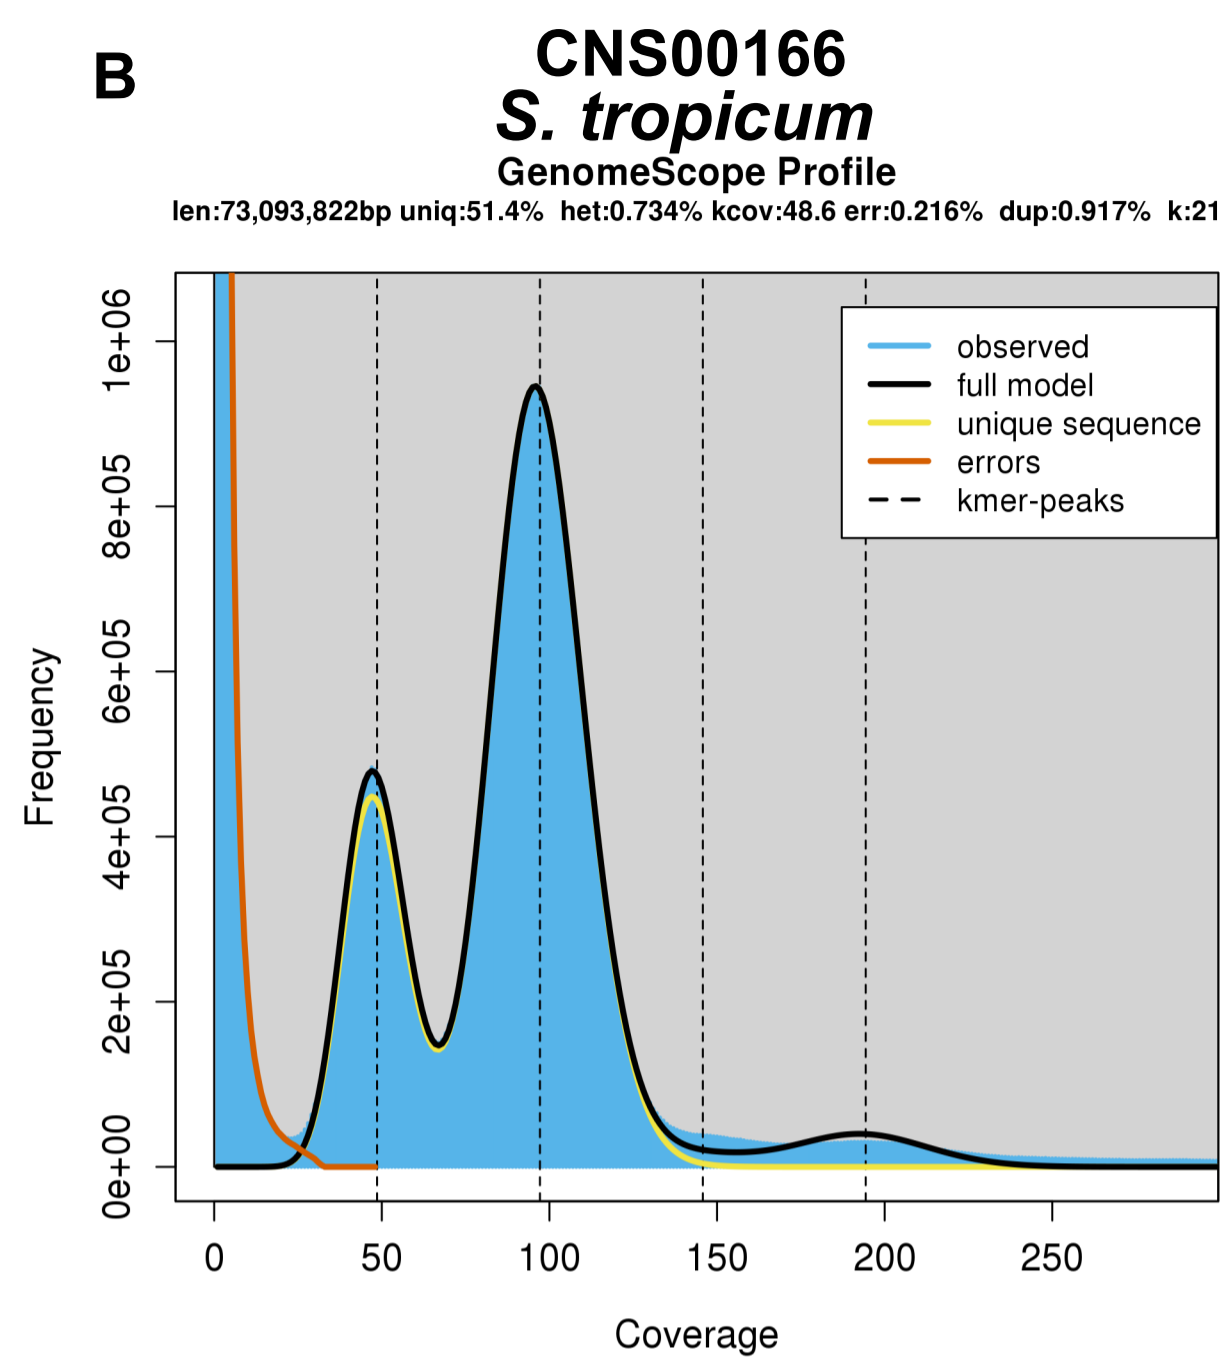 B
CNS00166
S. tropicum
GenomeScope Profile
len:73,093,822bp uniq:51.4% het:0.734% kcov:48.6 err:0.216% dup:0.917% k:21
observed
full model
unique sequence
errors
kmer-peaks
Frequency
1e+06
8e+05
6e+05
4e+05
2e+05
0e+00
0 50 100 150 200 250
Coverage